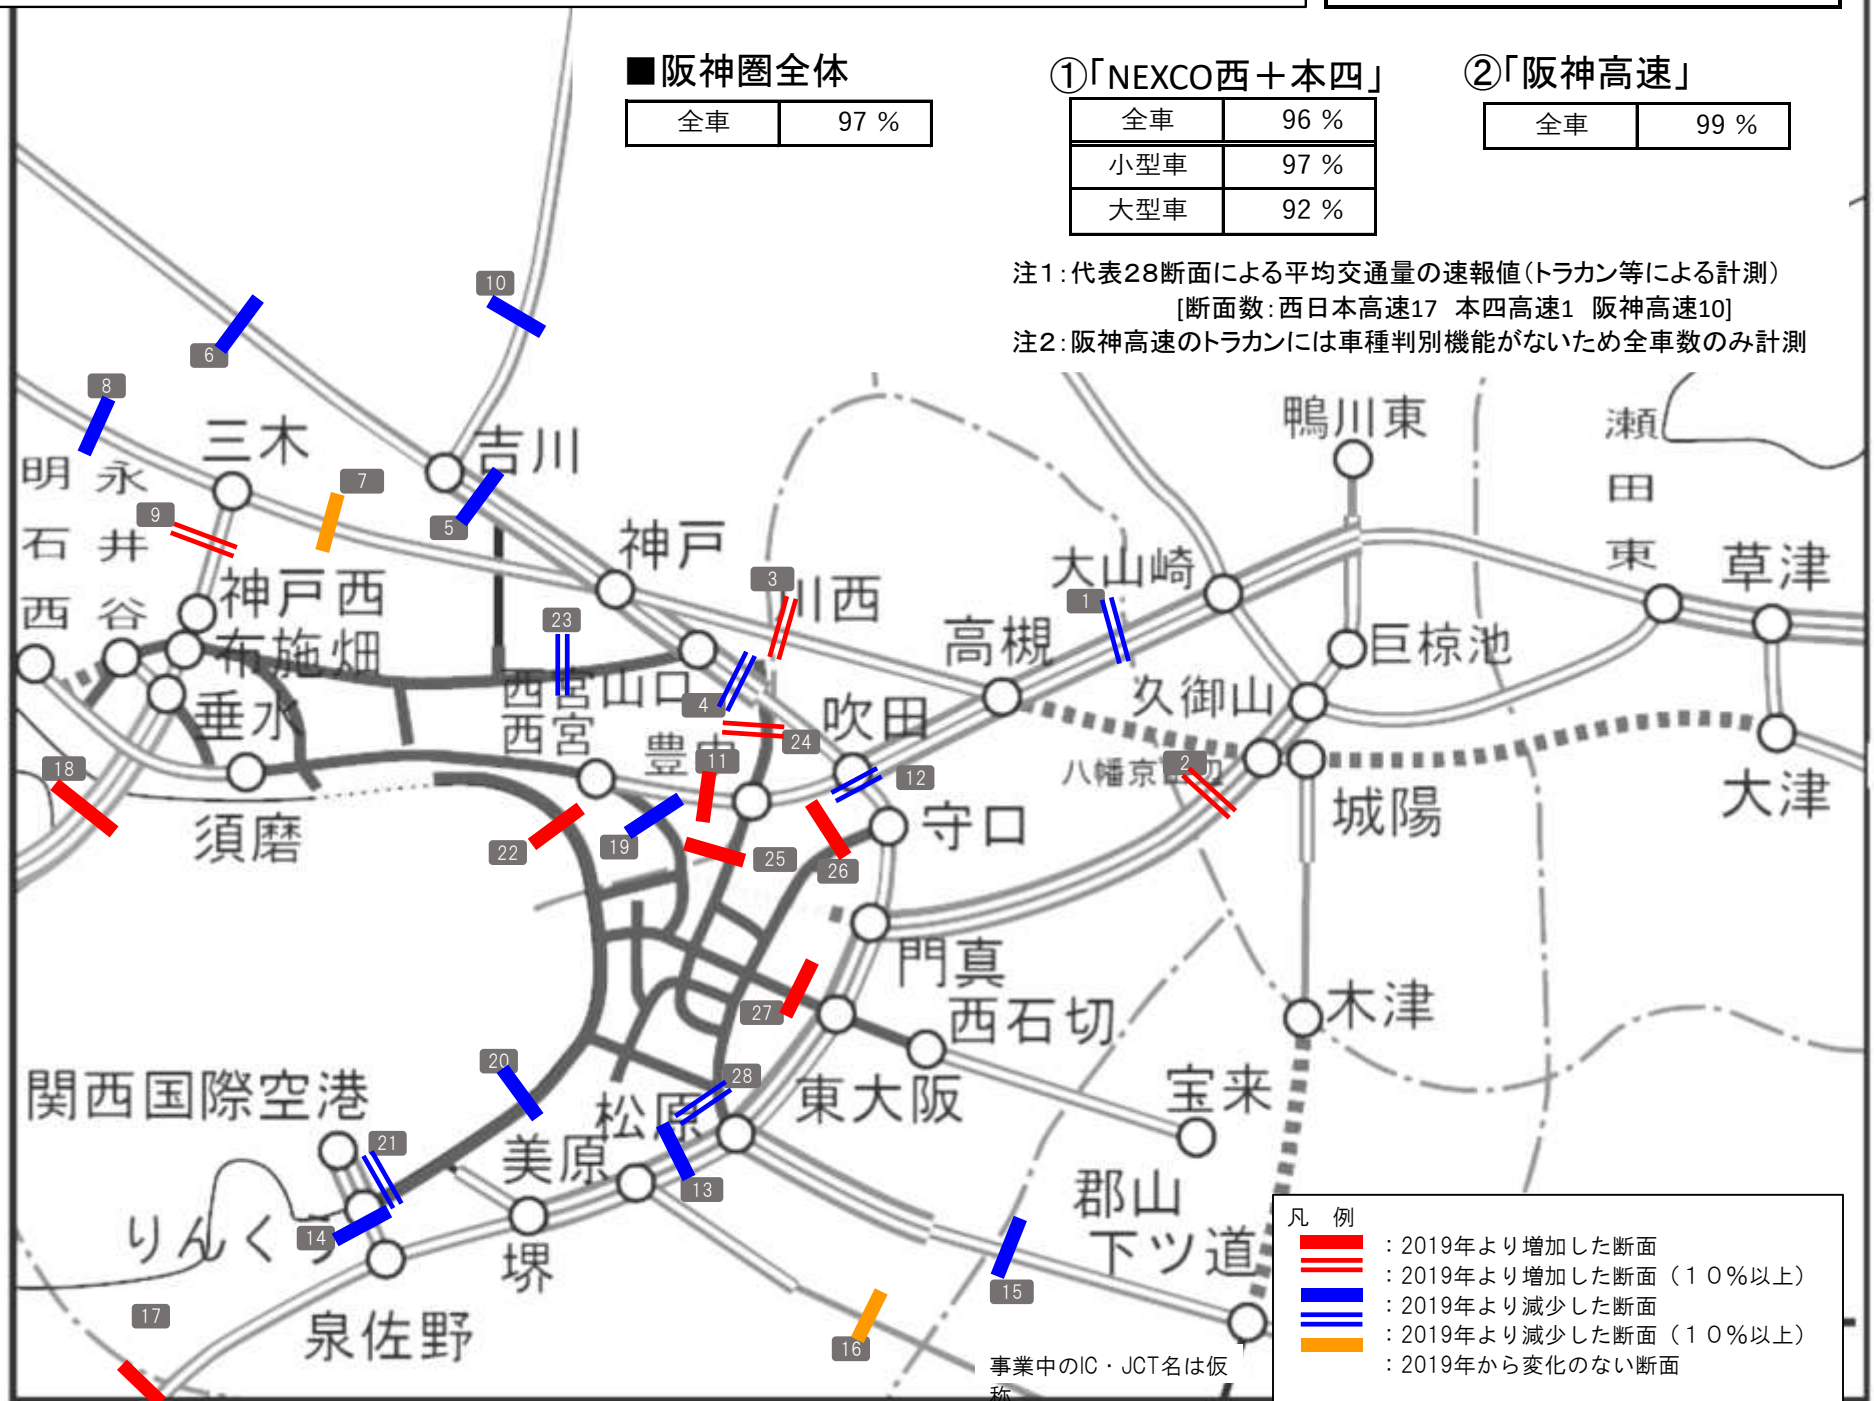 ■阪神圏全体
全車 97 %
①「NEXCO西＋本四」
全車 96 %
小型車 97 %
大型車 92 %
②「阪神高速」
全車 99 %
注１：代表２８断面による平均交通量の速報値（トラカン等による計測）
[断面数：西日本高速17　本四高速1　阪神高速10]
注２：阪神高速のトラカンには車種判別機能がないため全車数のみ計測
10
6
8
三木
吉川
鴨川東
瀬田東
明石西
永井谷
7
9
5
神戸
3
川西
大山崎
1
草津
神戸西
布施畑
23
高槻
巨椋池
西宮山口
4
久御山
垂水
西宮
吹田
24
豊中
11
12
八幡京田辺
2
18
大津
須磨
22
19
守口
城陽
25
26
門真
27
西石切
木津
20
28
関西国際空港
松原
東大阪
宝来
21
美原
13
郡山
りんくう
14
堺
下ツ道
15
17
泉佐野
16
事業中のIC・JCT名は仮
称
凡　例
：2019年より増加した断面
：2019年より増加した断面（１０％以上）
：2019年より減少した断面
：2019年より減少した断面（１０％以上）
：2019年から変化のない断面